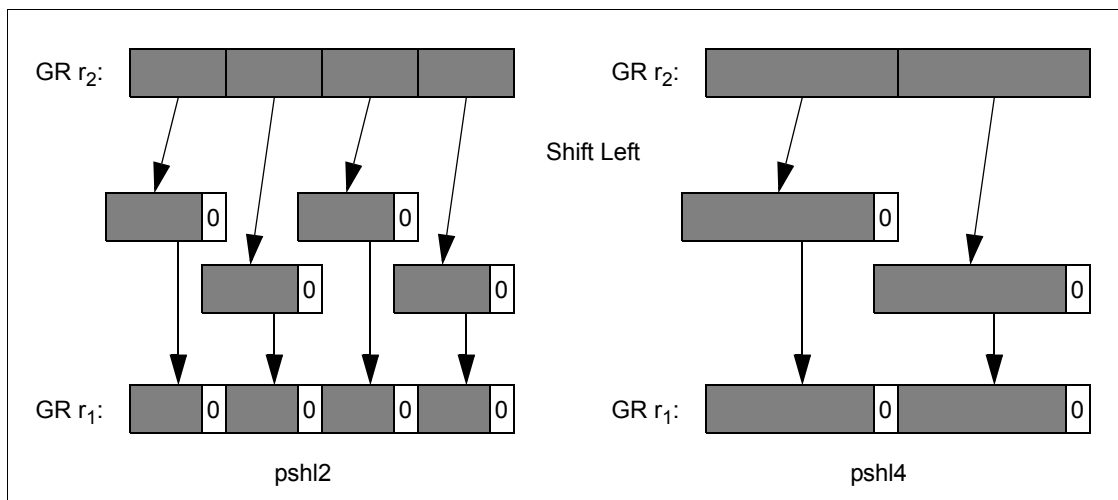 GR r2: GR r2:
Shift Left
0 0 0
0 0 0
GR r1: 0 0 0 0 GR r1: 0 0
pshl2 pshl4